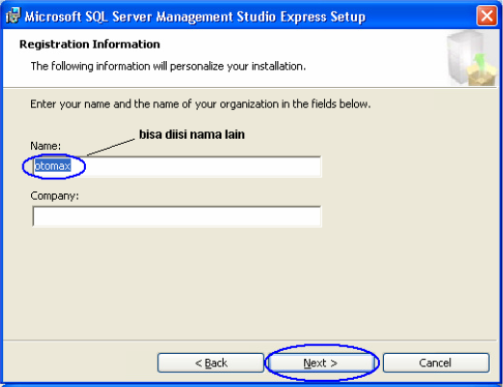 Microsoft SQL Server Management Studio Express Setup
Registration Information
The following information will personalize your installation.
Enter your name and the name of your organization in the fields below.
bisa diisi nama lain
Name:
otomax
Company:
< Back
Next >
Cancel